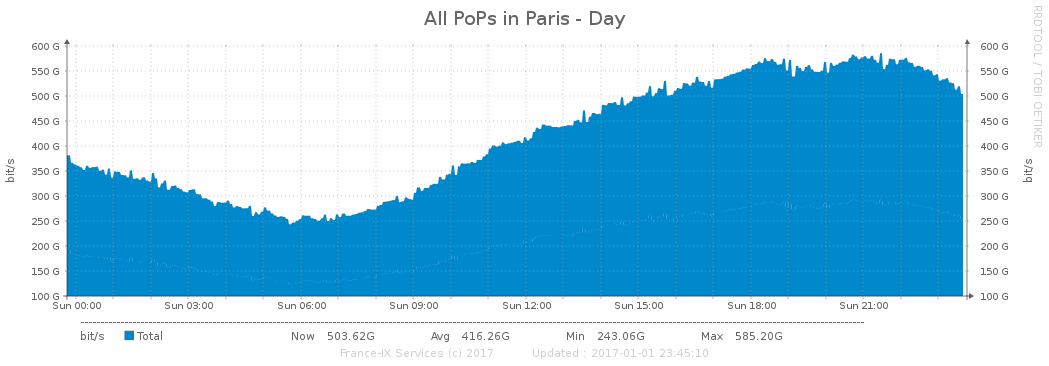 All PoPs in Paris - Day
RRDTOOL / TOBI OETIKER
600 G 600 G
550 G 550 G
500 G 500 G
450 G 450 G
400 G 400 G
350 G 350 G
300 G 300 G
250 G 250 G
200 G 200 G
150 G 150 G
100 G 100 G
bit/s bit/s
Sun 00:00 Sun 03:00 Sun 06:00 Sun 09:00 Sun 12:00 Sun 15:00 Sun 18:00 Sun 21:00
bit/s Total Now 503.62G Avg 416.26G Min 243.06G Max 585.20G
France-IX Services (c) 2017 Updated : 2017-01-01 23:45:10